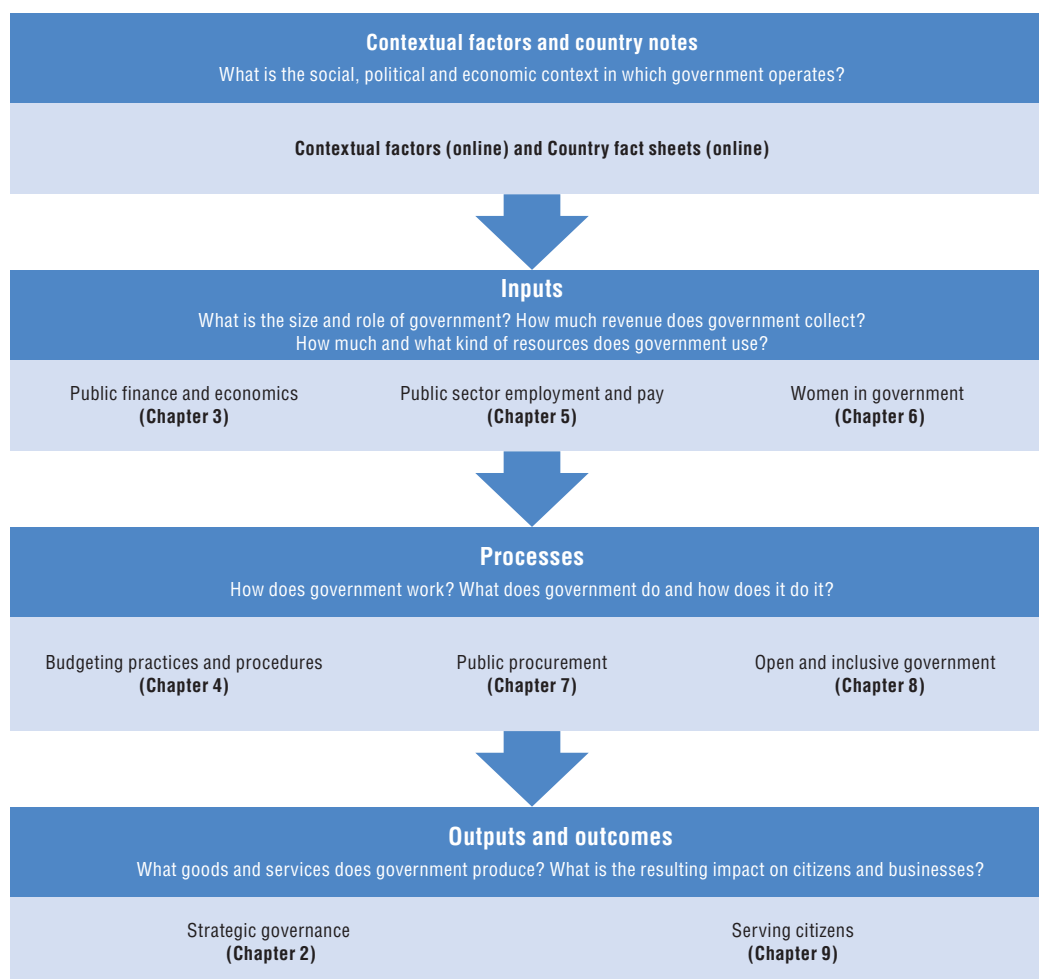 Contextual factors and country notes
What is the social, political and economic context in which government operates?
Contextual factors (online) and Country fact sheets (online)
Inputs
What is the size and role of government? How much revenue does government collect?
How much and what kind of resources does government use?
Public finance and economics
(Chapter 3)
Public sector employment and pay
(Chapter 5)
Women in government
(Chapter 6)
Processes
How does government work? What does government do and how does it do it?
Budgeting practices and procedures
(Chapter 4)
Public procurement
(Chapter 7)
Open and inclusive government
(Chapter 8)
Outputs and outcomes
What goods and services does government produce? What is the resulting impact on citizens and businesses?
Strategic governance
(Chapter 2)
Serving citizens
(Chapter 9)